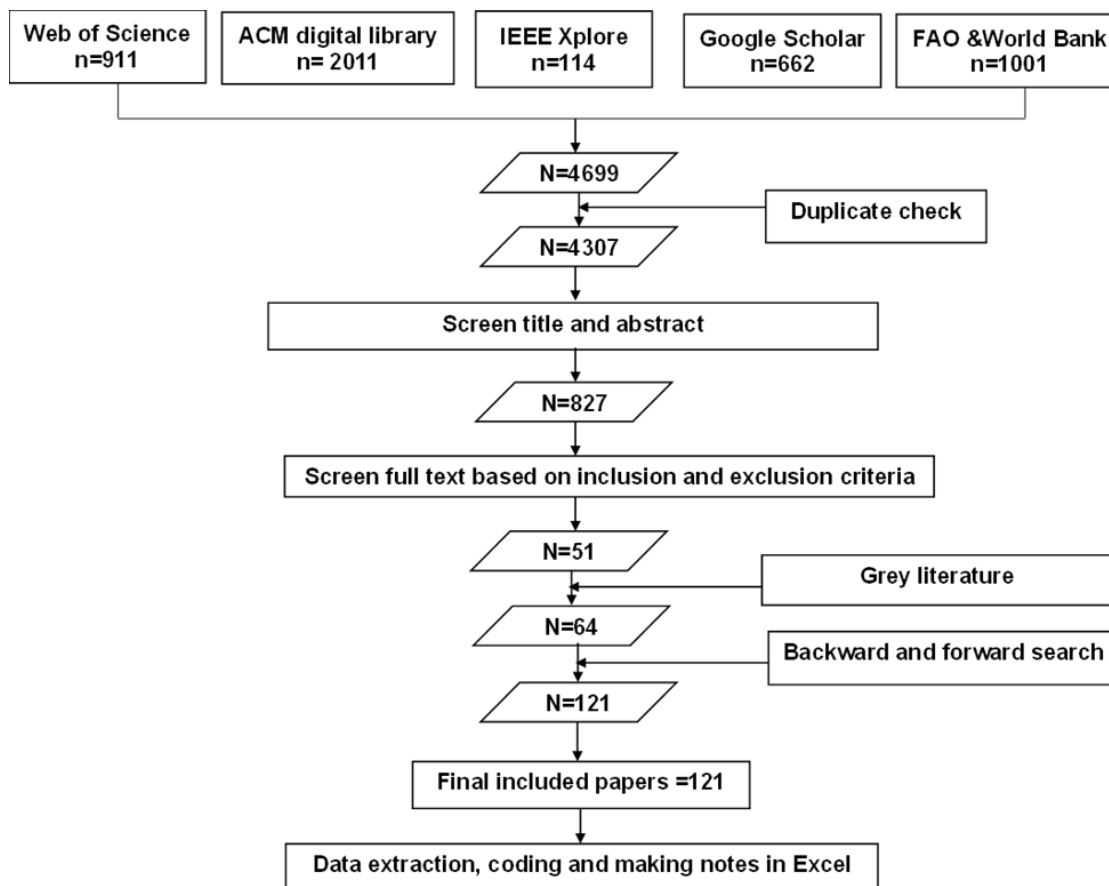 Web of Science
n=911
ACM digital library
n= 2011
IEEE Xplore
n=114
Google Scholar
n=662
FAO &World Bank
n=1001
N=4699
Duplicate check
N=4307
Screen title and abstract
N=827
Screen full text based on inclusion and exclusion criteria
N=51
Grey literature
N=64
Backward and forward search
N=121
Final included papers =121
Data extraction, coding and making notes in Excel